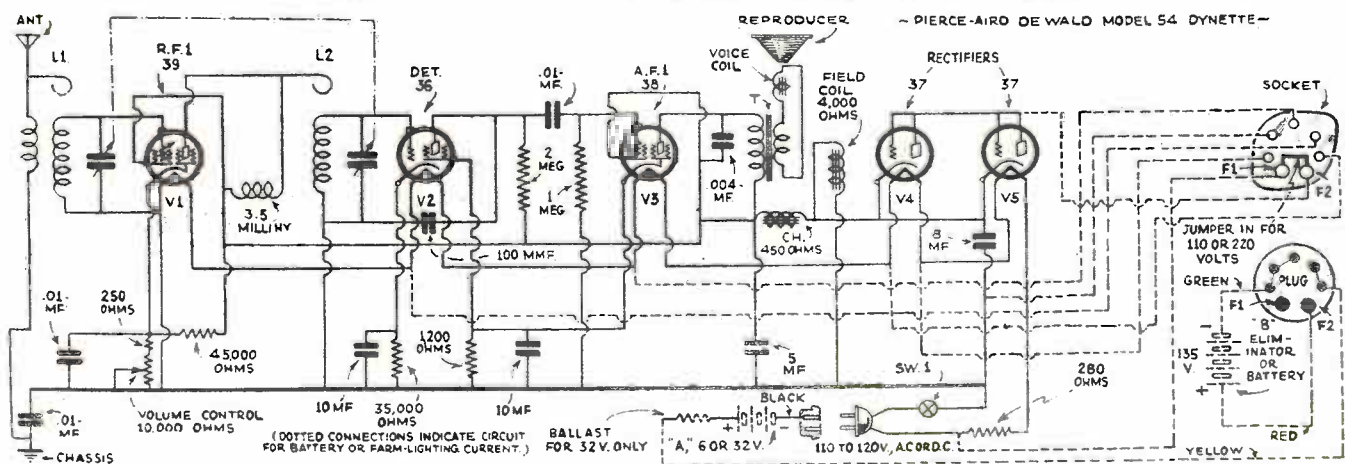 ~ PIERCE-AIRO DE WALD MODEL 54 DYNETTE ~
ANT.
L1
R.F.1
39
L2
DET.
36
.01-
MF.
A.F.1
38
REPRODUCER
VOICE
COIL
T
FIELD
COIL
4,000
OHMS
RECTIFIERS
37
37
SOCKET
F1
F2
V1
3.5
MILLIHY
V2
2
MEG
1
MEG
V3
.004-
MF.
V4
V5
100 MMF.
CH.
450 OHMS
8
MF
JUMPER IN FOR
110 OR 220
VOLTS
GREEN
PLUG
F1
F2
.01-
MF.
250
OHMS
45,000
OHMS
1200
OHMS
5
MF
SW.1
280
OHMS
-
135
V.
+
"B"
ELIM-
INATOR
OR
BATTERY
.01-
MF.
CHASSIS
VOLUME CONTROL
10,000 OHMS
10 MF
35,000
OHMS
10 MF
(DOTTED CONNECTIONS INDICATE CIRCUIT
FOR BATTERY OR FARM-LIGHTING CURRENT.)
BALLAST
FOR 32 V. ONLY
BLACK
+
-
"A," 6 OR 32 V.
110 TO 120 V., A.C. OR D.C.
RED
YELLOW